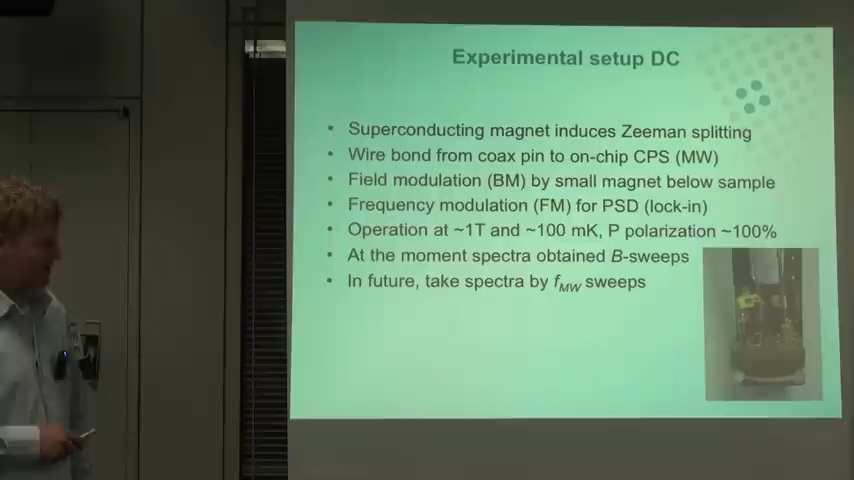 Experimental setup DC
• Superconducting magnet induces Zeeman splitting
• Wire bond from coax pin to on-chip CPS (MW)
• Field modulation (BM) by small magnet below sample
• Frequency modulation (FM) for PSD (lock-in)
• Operation at ~1T and ~100 mK, P polarization ~100%
• At the moment spectra obtained B-sweeps
• In future, take spectra by fMW sweeps